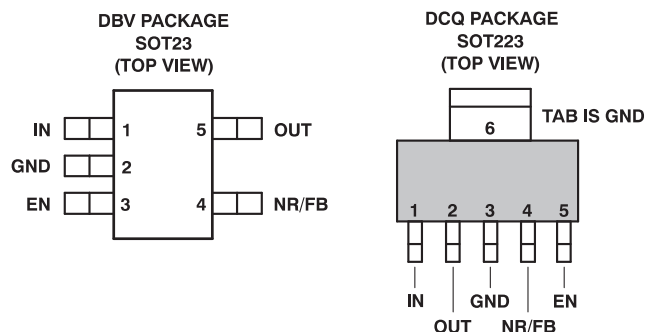 DBV PACKAGE
SOT23
(TOP VIEW)
IN 1 5 OUT
GND 2
EN 3 4 NR/FB
DCQ PACKAGE
SOT223
(TOP VIEW)
6 TAB IS GND
1 2 3 4 5
IN GND EN
OUT NR/FB